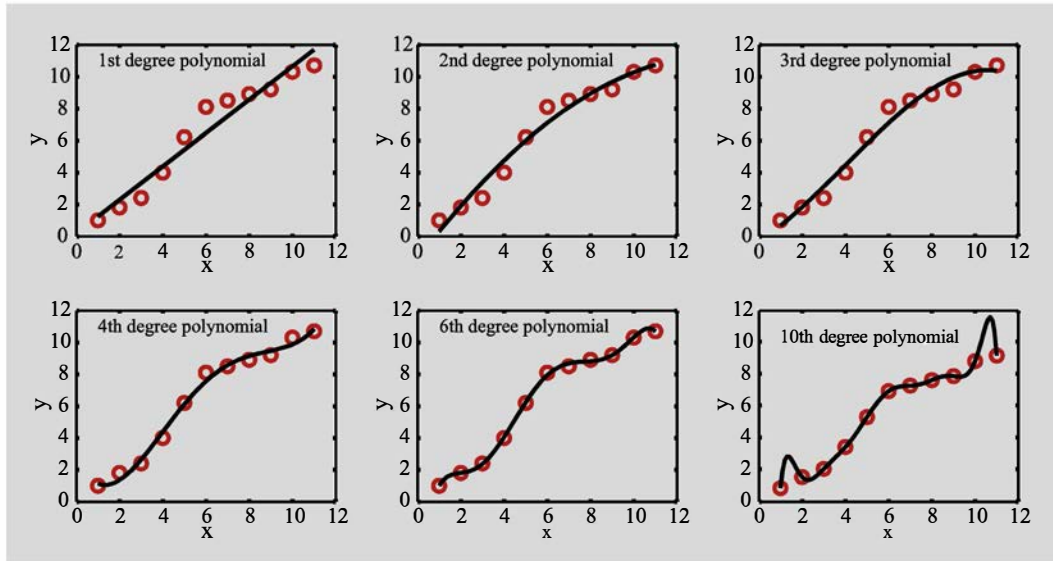 1st degree polynomial
12
10
8
6
4
2
0
y
0 2 4 6 8 10 12
x
2nd degree polynomial
12
10
8
6
4
2
0
y
0 2 4 6 8 10 12
x
3rd degree polynomial
12
10
8
6
4
2
0
y
0 2 4 6 8 10 12
x
4th degree polynomial
12
10
8
6
4
2
0
y
0 2 4 6 8 10 12
x
6th degree polynomial
12
10
8
6
4
2
0
y
0 2 4 6 8 10 12
x
10th degree polynomial
12
10
8
6
4
2
0
y
0 2 4 6 8 10 12
x